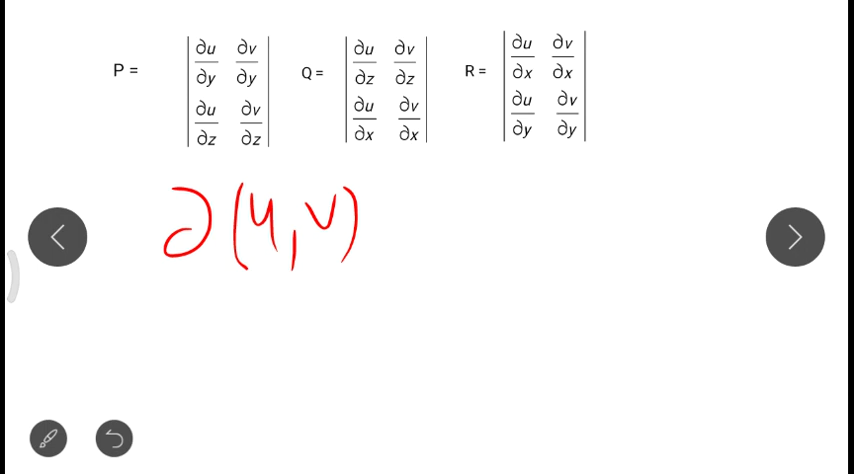 P = | ∂u/∂y ∂v/∂y | Q = | ∂u/∂z ∂v/∂z | R = | ∂u/∂x ∂v/∂x |
| ∂u/∂z ∂v/∂z | | ∂u/∂x ∂v/∂x | | ∂u/∂y ∂v/∂y |
∂(u,v)